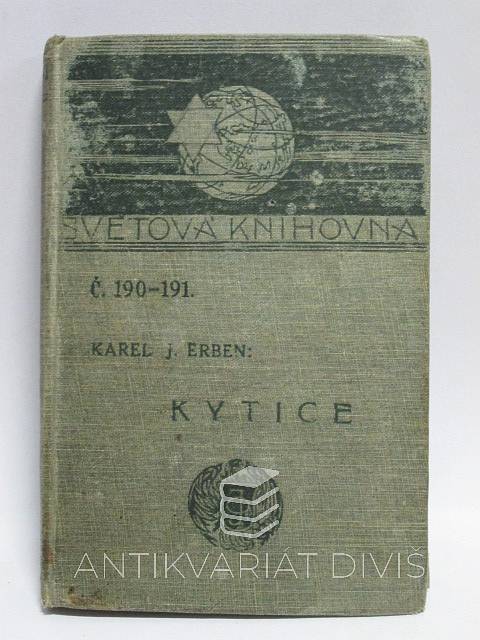 SVĚTOVÁ KNIHOVNA
Č. 190-191.
KAREL J. ERBEN:
KYTICE
ANTIKVARIÁT DIVIŠ